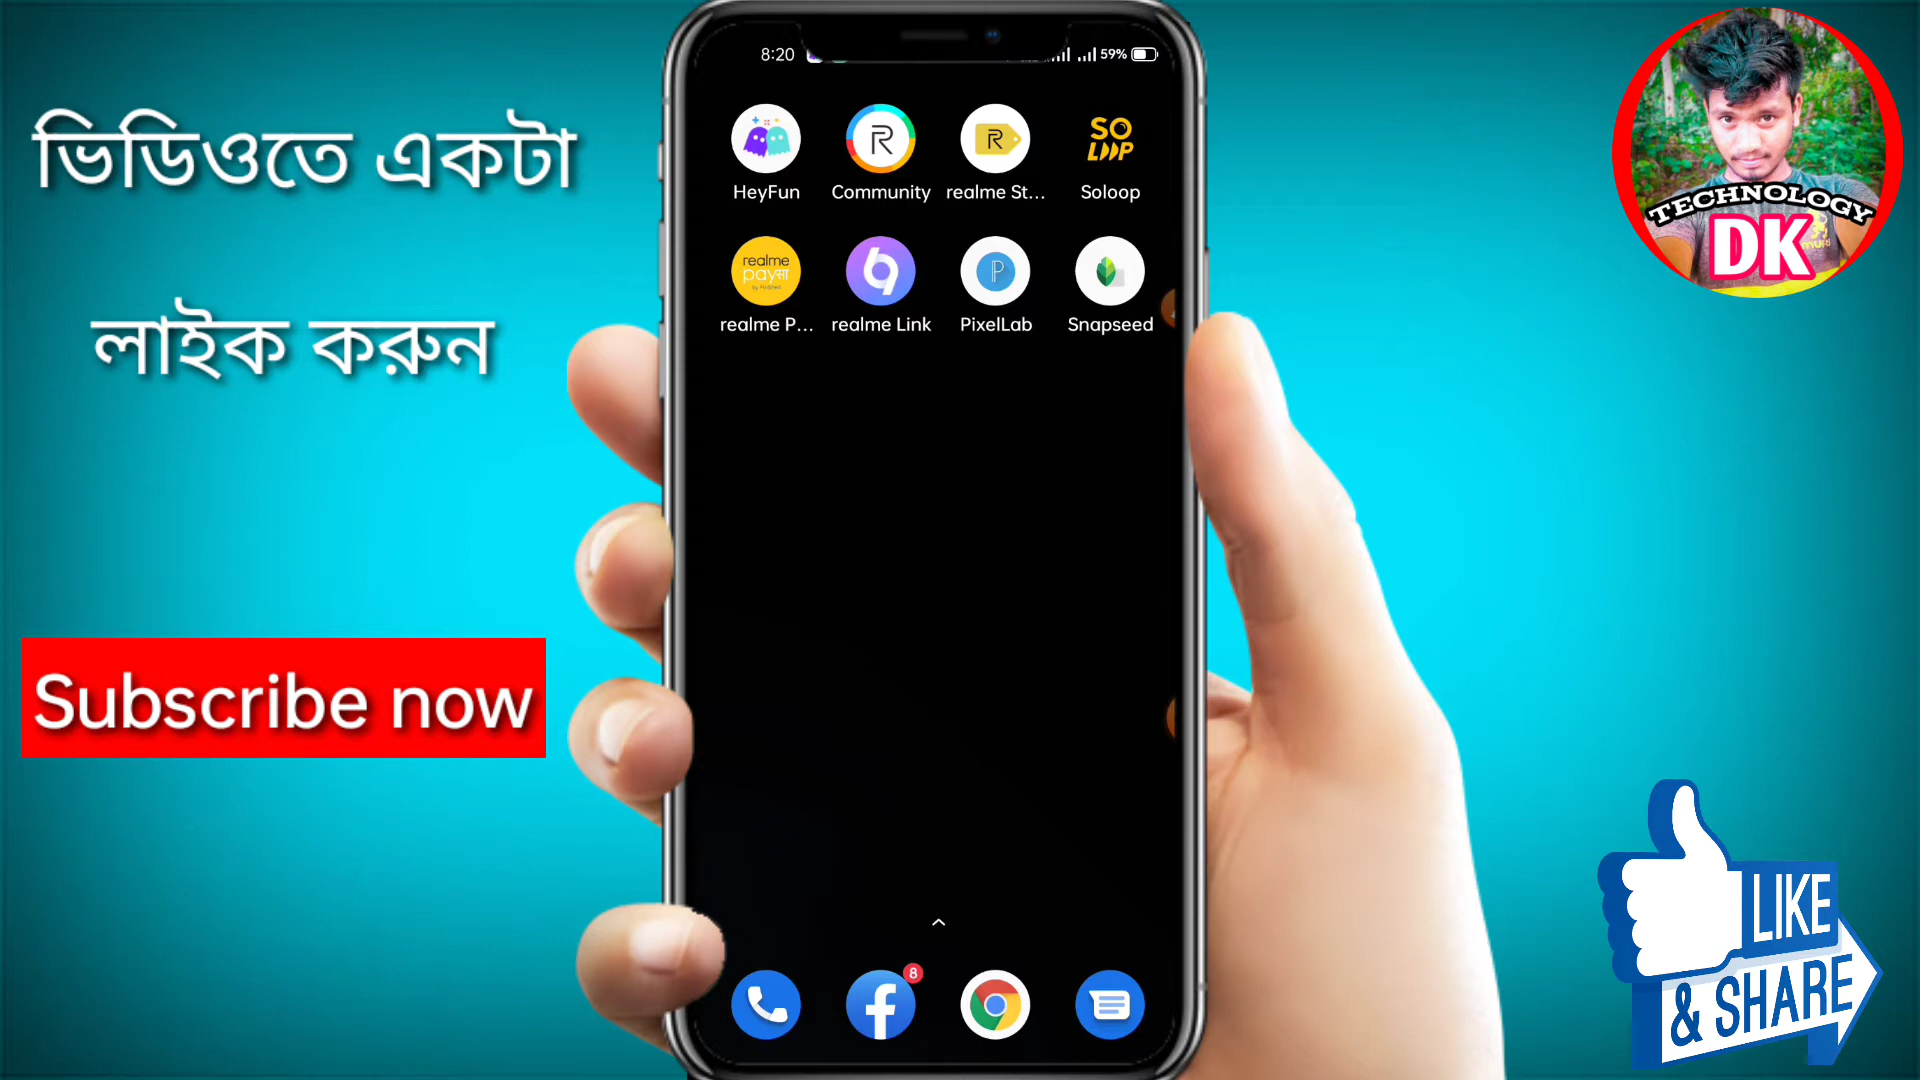 8:20
59%
ভিডিওতে একটা
লাইক করুন
Subscribe now
HeyFun
Community
realme St...
Soloop
SO
LOOP
R
R
realme
paysa
realme P...
realme Link
P
PixelLab
Snapseed
8
TECHNOLOGY
DK
LIKE
& SHARE